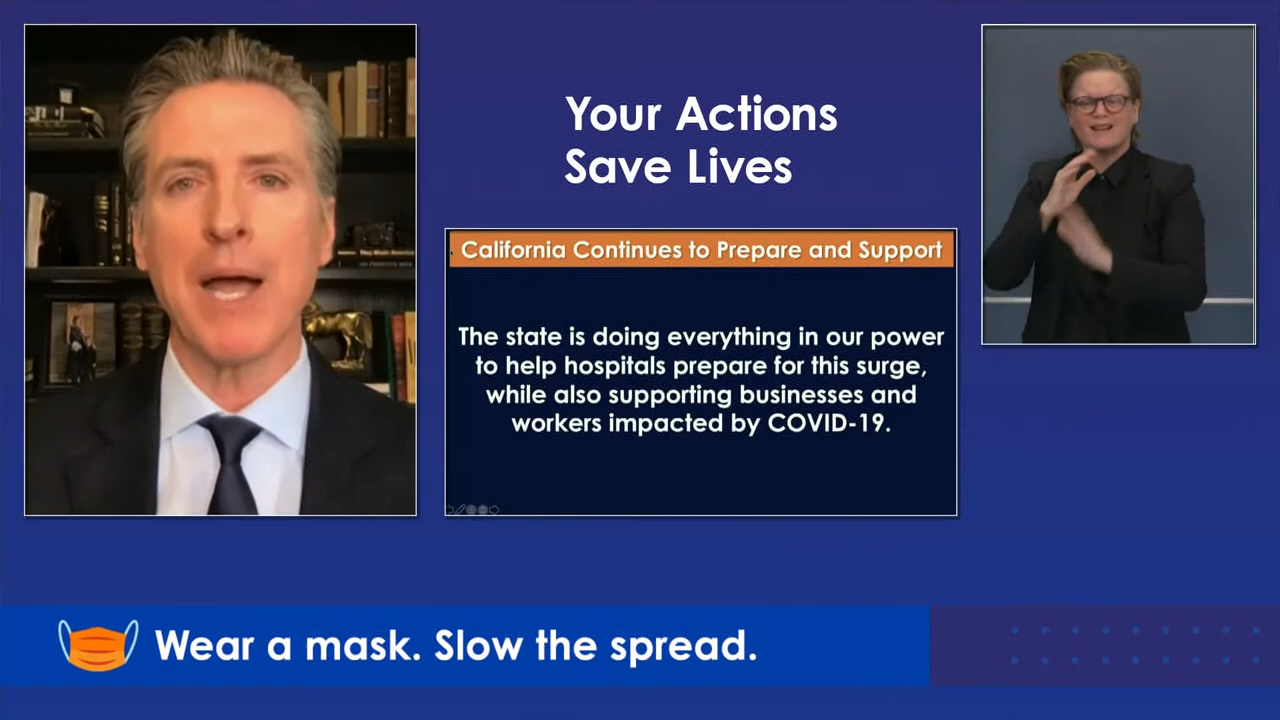 Your Actions
Save Lives
California Continues to Prepare and Support
The state is doing everything in our power
to help hospitals prepare for this surge,
while also supporting businesses and
workers impacted by COVID-19.
Wear a mask. Slow the spread.